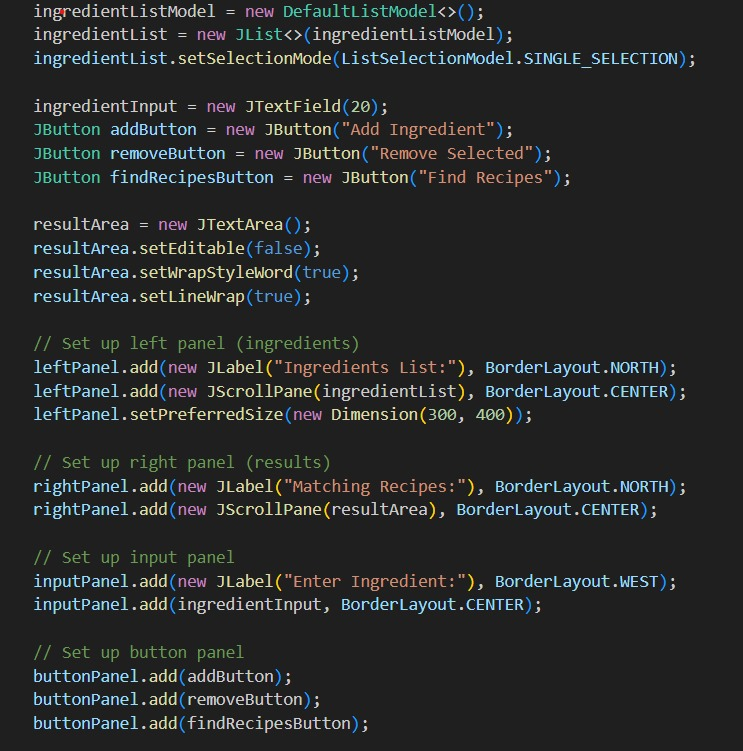 ingredientListModel = new DefaultListModel<>();
ingredientList = new JList<>(ingredientListModel);
ingredientList.setSelectionMode(ListSelectionModel.SINGLE_SELECTION);
ingredientInput = new JTextField(20);
JButton addButton = new JButton("Add Ingredient");
JButton removeButton = new JButton("Remove Selected");
JButton findRecipesButton = new JButton("Find Recipes");
resultArea = new JTextArea();
resultArea.setEditable(false);
resultArea.setWrapStyleWord(true);
resultArea.setLineWrap(true);
// Set up left panel (ingredients)
leftPanel.add(new JLabel("Ingredients List:"), BorderLayout.NORTH);
leftPanel.add(new JScrollPane(ingredientList), BorderLayout.CENTER);
leftPanel.setPreferredSize(new Dimension(300, 400));
// Set up right panel (results)
rightPanel.add(new JLabel("Matching Recipes:"), BorderLayout.NORTH);
rightPanel.add(new JScrollPane(resultArea), BorderLayout.CENTER);
// Set up input panel
inputPanel.add(new JLabel("Enter Ingredient:"), BorderLayout.WEST);
inputPanel.add(ingredientInput, BorderLayout.CENTER);
// Set up button panel
buttonPanel.add(addButton);
buttonPanel.add(removeButton);
buttonPanel.add(findRecipesButton);